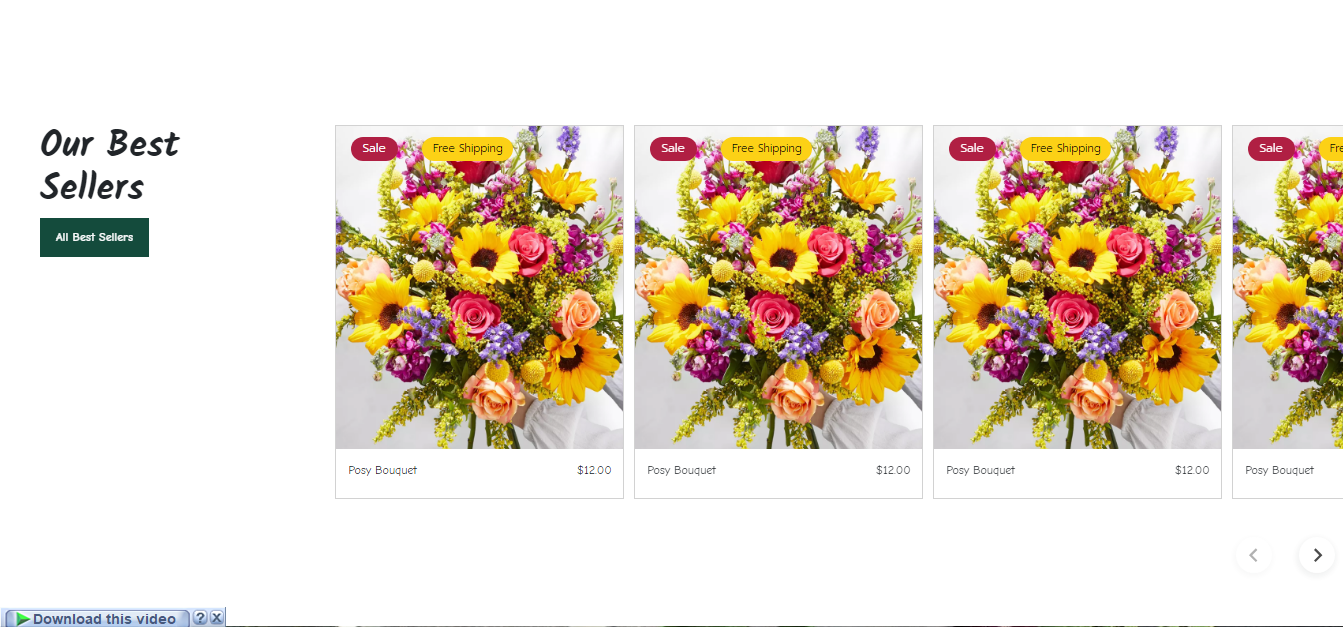 Our Best
Sellers
All Best Sellers
Sale
Free Shipping
Posy Bouquet
$12.00
Sale
Free Shipping
Posy Bouquet
$12.00
Sale
Free Shipping
Posy Bouquet
$12.00
Sale
Fre
Posy Bouquet
Download this video
? X